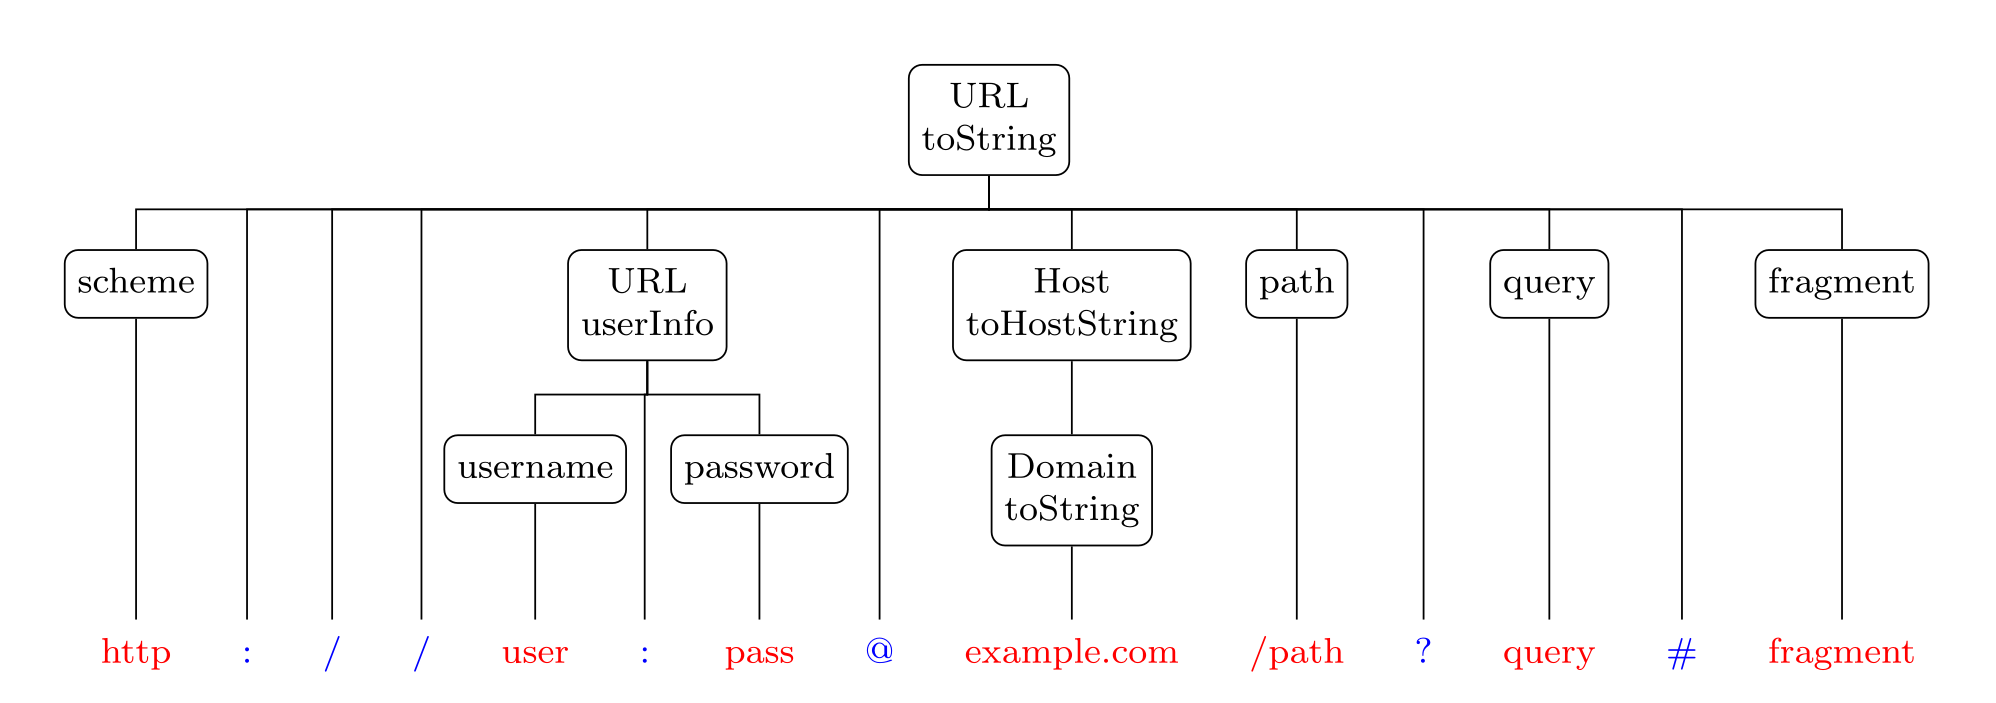 URL
toString
scheme
URL
userInfo
Host
toHostString
path
query
fragment
username
password
Domain
toString
http : / / user : pass @ example.com /path ? query # fragment